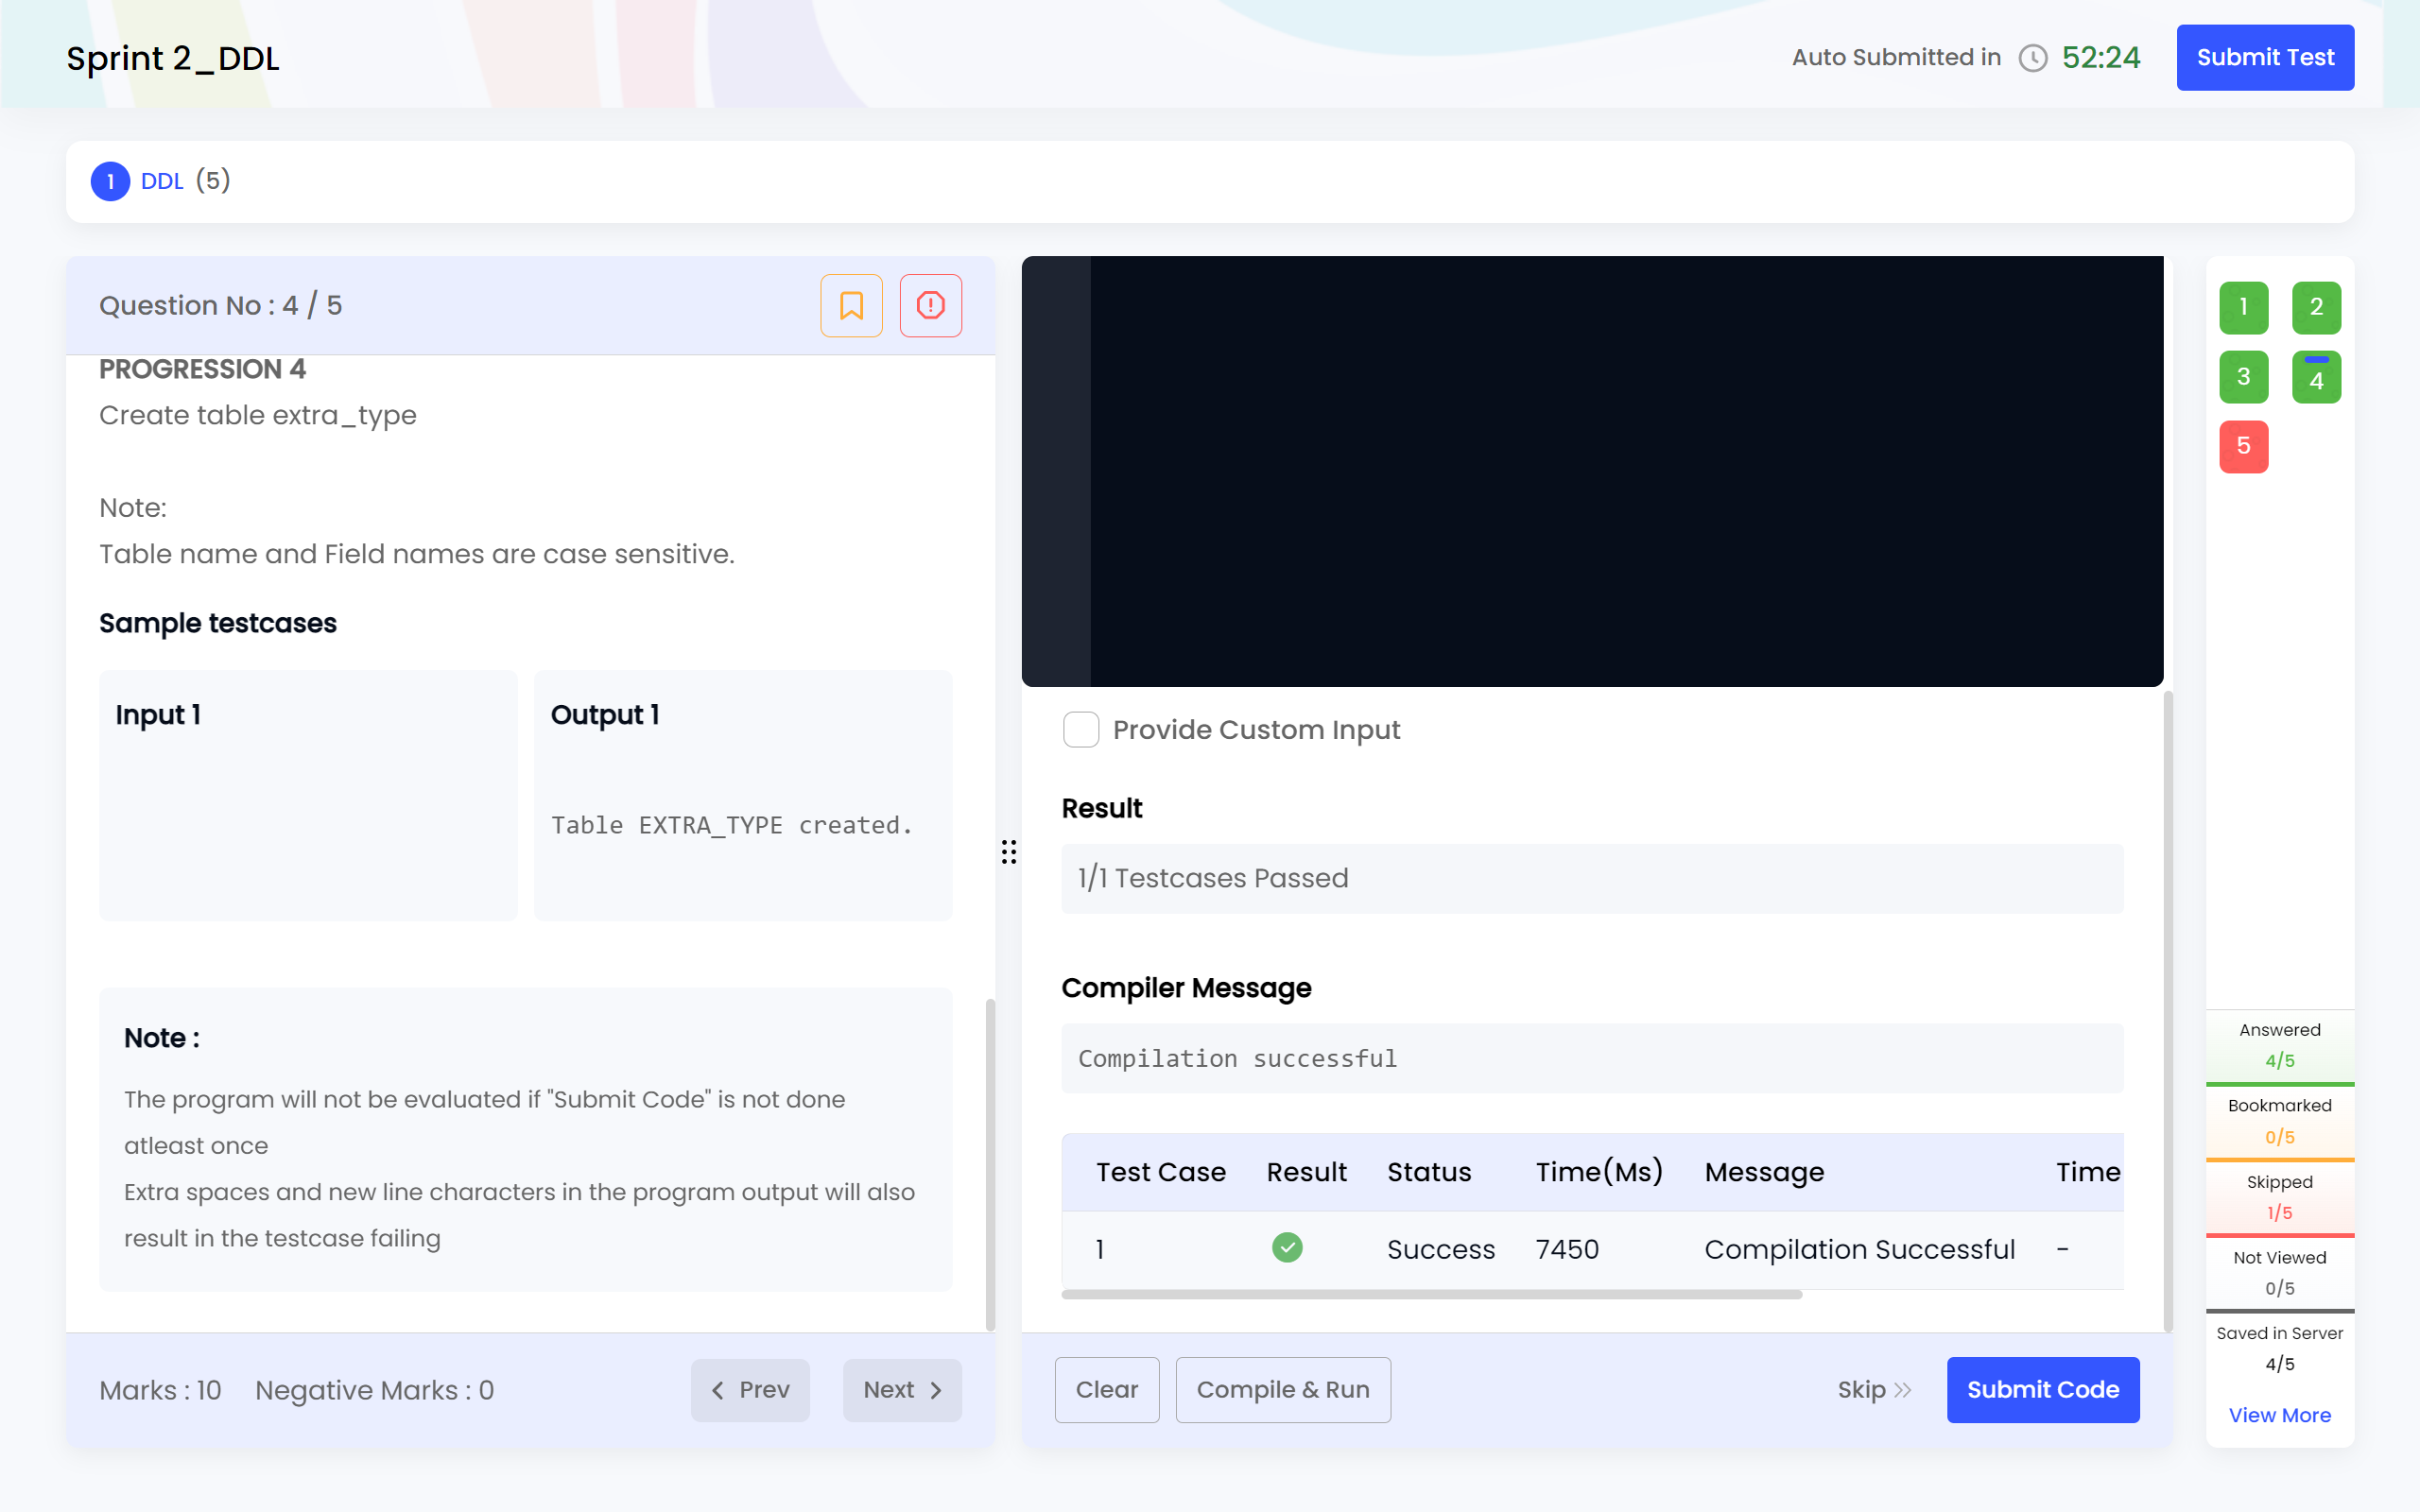 Sprint 2_DDL
Auto Submitted in 52:24
Submit Test
1 DDL (5)
Question No : 4 / 5
PROGRESSION 4
Create table extra_type
Note:
Table name and Field names are case sensitive.
Sample testcases
Input 1
Output 1
Table EXTRA_TYPE created.
Note :
The program will not be evaluated if "Submit Code" is not done
atleast once
Extra spaces and new line characters in the program output will also
result in the testcase failing
Marks : 10 Negative Marks : 0
Prev
Next
Provide Custom Input
Result
1/1 Testcases Passed
Compiler Message
Compilation successful
Test Case Result Status Time(Ms) Message Time
1 Success 7450 Compilation Successful -
Clear
Compile & Run
Skip
Submit Code
1 2
3 4
5
Answered
4/5
Bookmarked
0/5
Skipped
1/5
Not Viewed
0/5
Saved in Server
4/5
View More